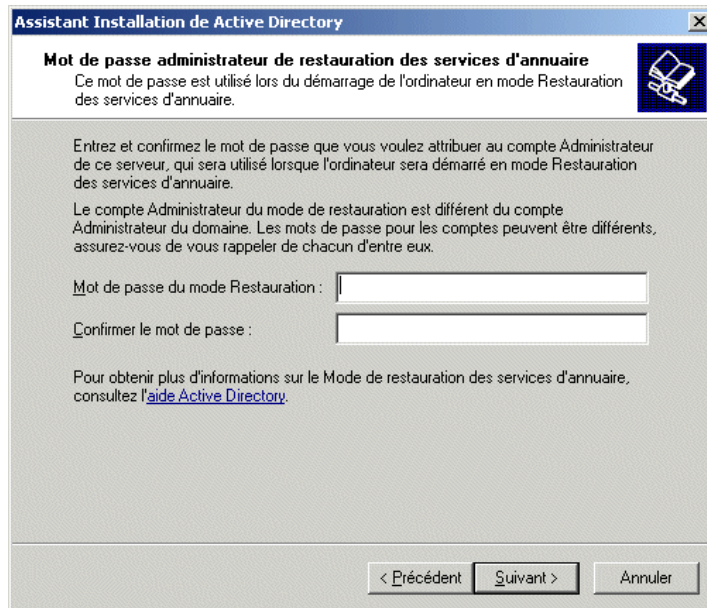 Assistant Installation de Active Directory
Mot de passe administrateur de restauration des services d'annuaire
Ce mot de passe est utilisé lors du démarrage de l'ordinateur en mode Restauration
des services d'annuaire.
Entrez et confirmez le mot de passe que vous voulez attribuer au compte Administrateur
de ce serveur, qui sera utilisé lorsque l'ordinateur sera démarré en mode Restauration
des services d'annuaire.
Le compte Administrateur du mode de restauration est différent du compte
Administrateur du domaine. Les mots de passe pour les comptes peuvent être différents,
assurez-vous de vous rappeler de chacun d'entre eux.
Mot de passe du mode Restauration :
Confirmer le mot de passe :
Pour obtenir plus d'informations sur le Mode de restauration des services d'annuaire,
consultez l'aide Active Directory.
< Précédent Suivant > Annuler